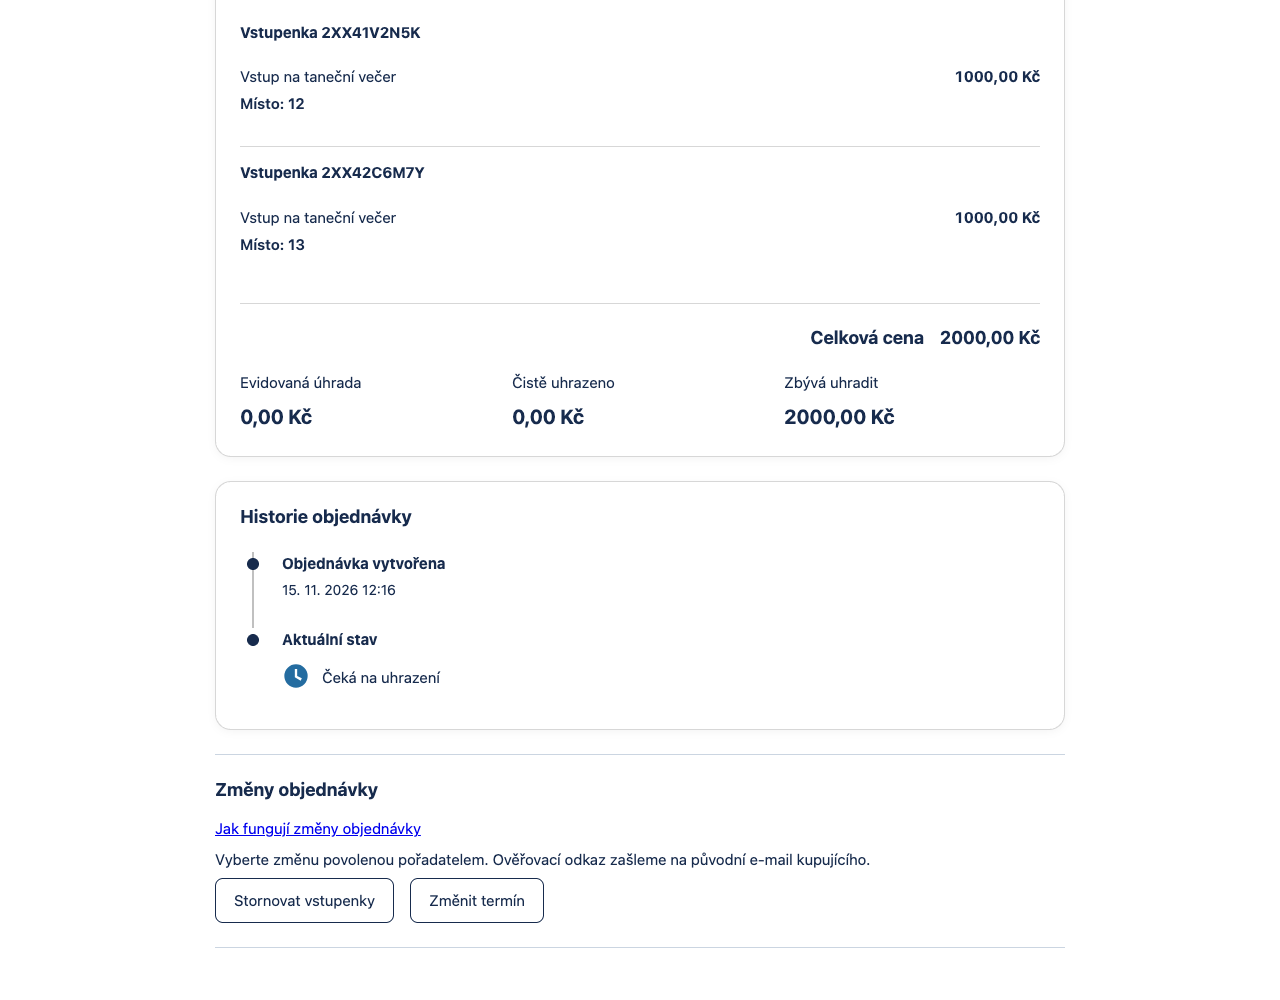 Vstupenka 2XX41V2N5K
Vstup na taneční večer 1000,00 Kč
Místo: 12
Vstupenka 2XX42C6M7Y
Vstup na taneční večer 1000,00 Kč
Místo: 13
Celková cena 2000,00 Kč
Evidovaná úhrada Čistě uhrazeno Zbývá uhradit
0,00 Kč 0,00 Kč 2000,00 Kč
Historie objednávky
Objednávka vytvořena
15. 11. 2026 12:16
Aktuální stav
Čeká na uhrazení
Změny objednávky
Jak fungují změny objednávky
Vyberte změnu povolenou pořadatelem. Ověřovací odkaz zašleme na původní e-mail kupujícího.
Stornovat vstupenky Změnit termín